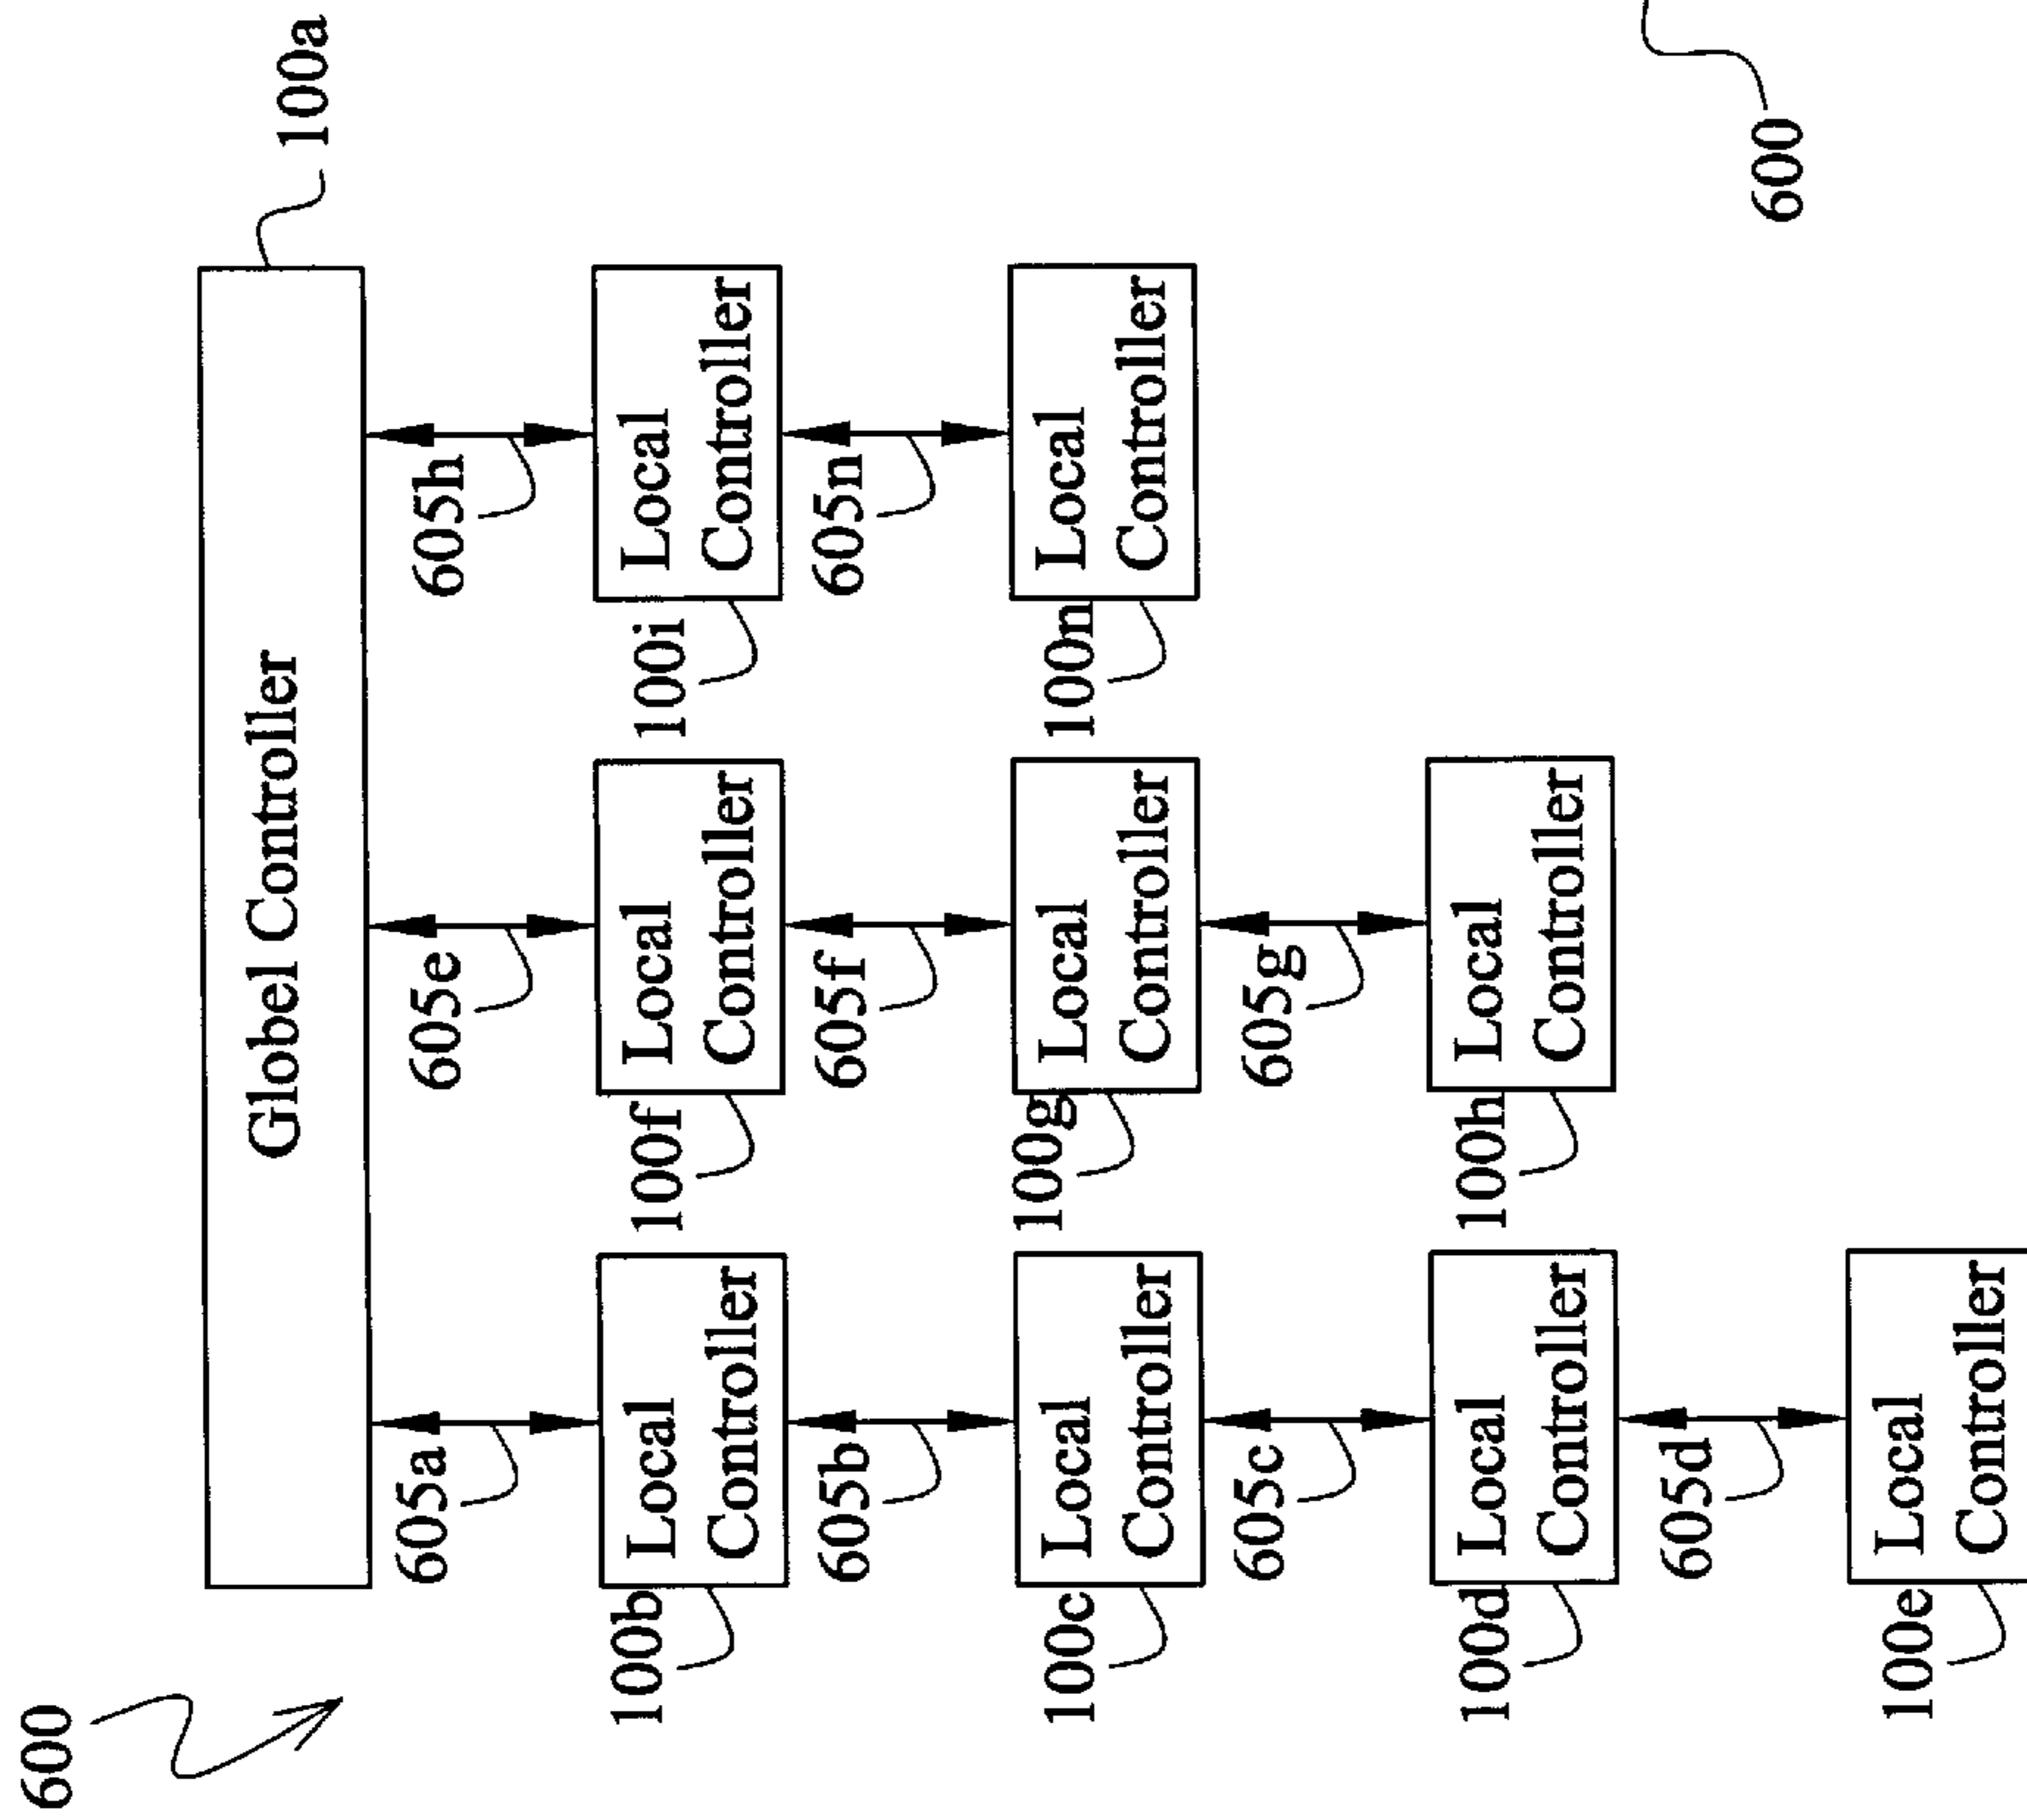 600
Globel Controller
100a
605a
605e
605h
100b
Local
Controller
100f
Local
Controller
100i
Local
Controller
605b
605f
605n
100c
Local
Controller
100g
Local
Controller
100n
Local
Controller
605c
605g
100d
Local
Controller
100h
Local
Controller
605d
100e
Local
Controller
600